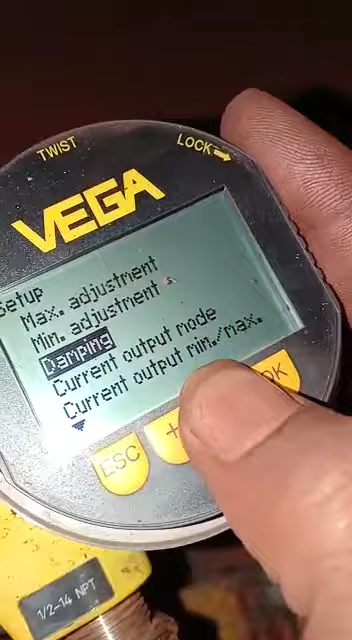 TWIST
LOCK
VEGA
Setup
Max. adjustment
Min. adjustment
Damping
Current output mode
Current output min./max.
ESC
+
OK
1/2-14 NPT